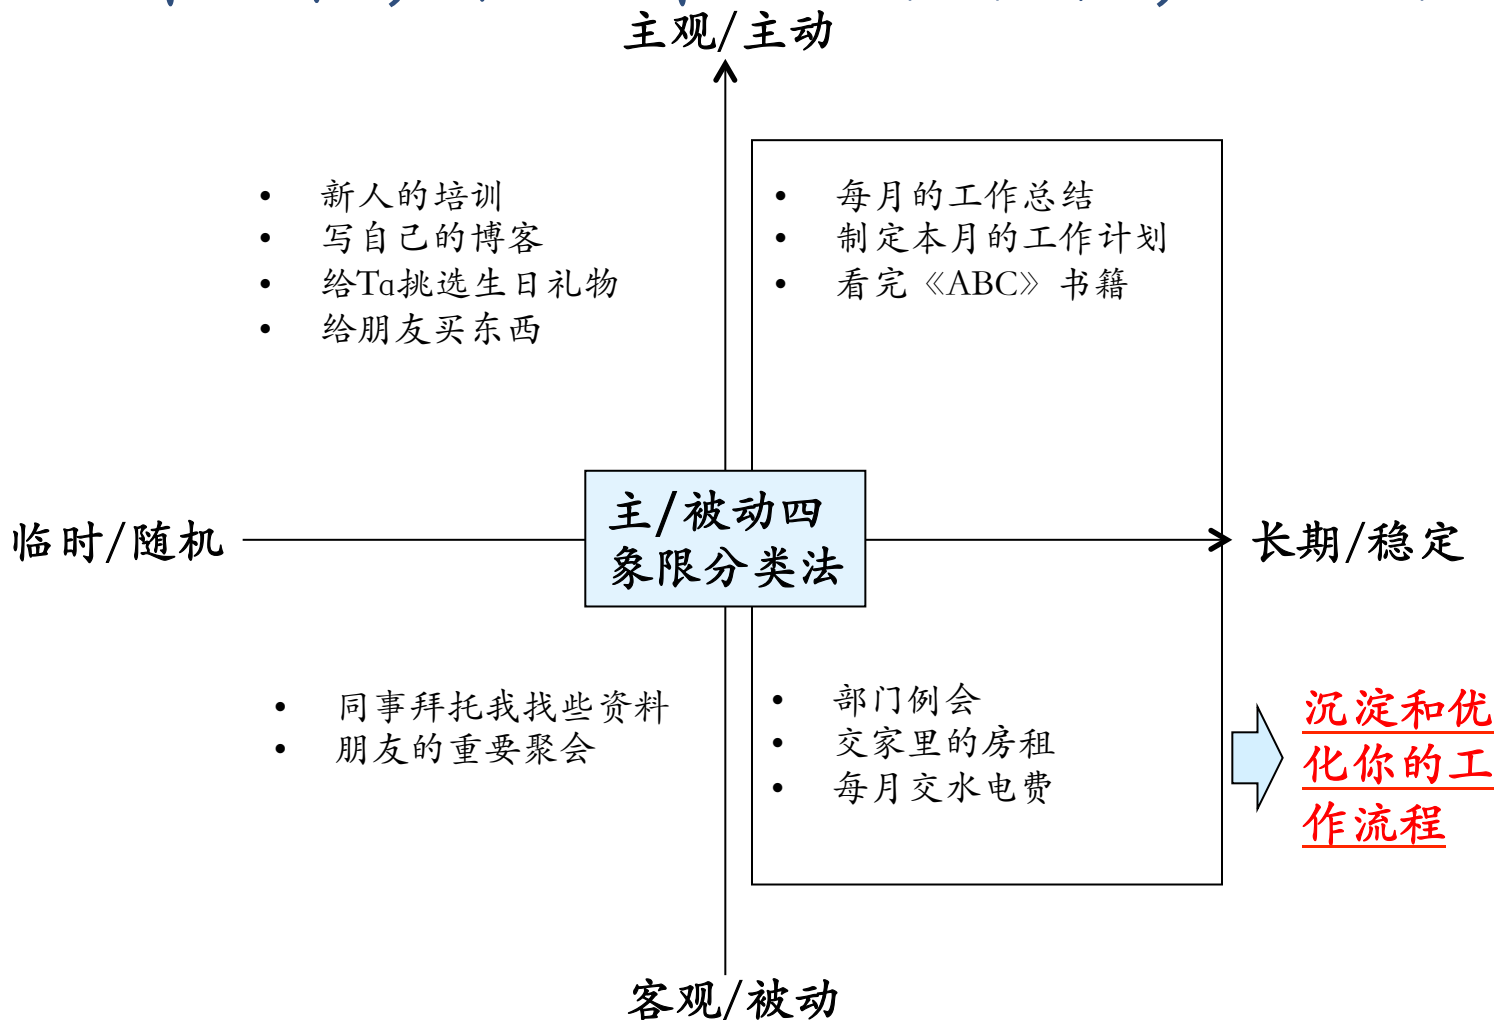 主观/主动
• 新人的培训
• 写自己的博客
• 给Ta挑选生日礼物
• 给朋友买东西
• 每月的工作总结
• 制定本月的工作计划
• 看完《ABC》书籍
临时/随机
主/被动四
象限分类法
长期/稳定
• 同事拜托我找些资料
• 朋友的重要聚会
• 部门例会
• 交家里的房租
• 每月交水电费
沉淀和优
化你的工
作流程
客观/被动